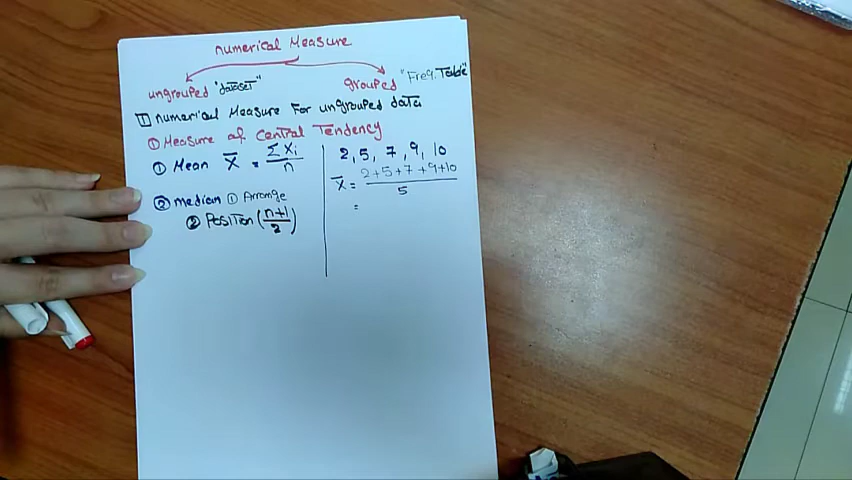 numerical Measure
ungrouped "dataset"
grouped "Freq. Table"
1 numerical Measure For ungrouped data
① Measure of Central Tendency
① Mean X̄ = ∑Xi / n
② median ① Arrange
② Position (n+1 / 2)
2, 5, 7, 9, 10
X̄ = 2+5+7+9+10 / 5
=